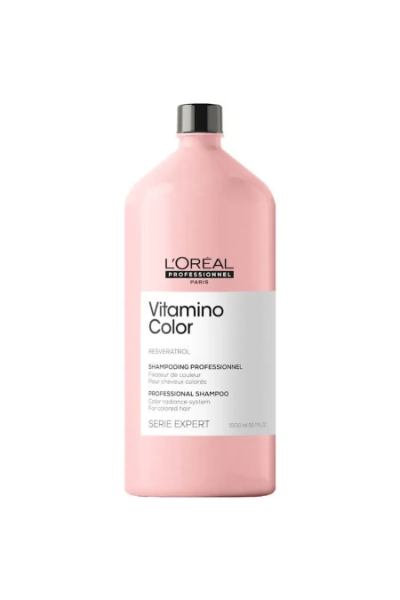 L'ORÉAL
PROFESSIONNEL
PARIS
Vitamino
Color
RESVERATROL
SHAMPOOING PROFESSIONNEL
Fixateur de couleur
Pour cheveux colorés
PROFESSIONAL SHAMPOO
Color radiance system
For colored hair
SERIE EXPERT